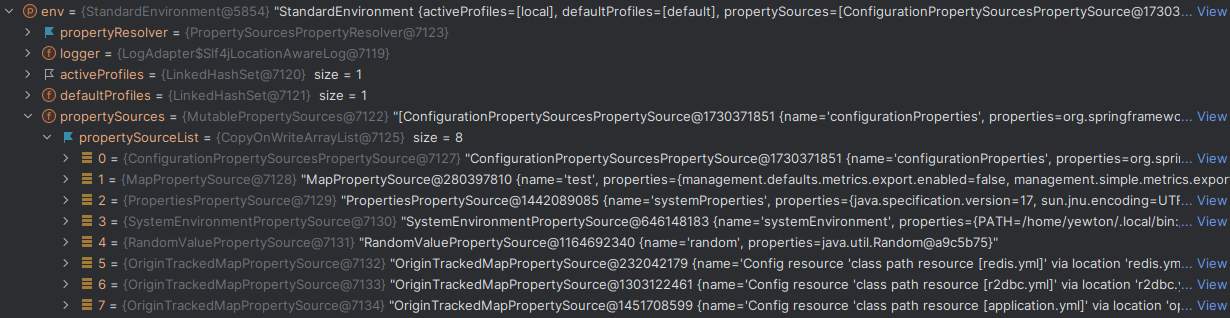 env = {StandardEnvironment@5854} "StandardEnvironment {activeProfiles=[local], defaultProfiles=[default], propertySources=[ConfigurationPropertySourcesPropertySource@17303... View
propertyResolver = {PropertySourcesPropertyResolver@7123}
logger = {LogAdapter$Slf4jLocationAwareLog@7119}
activeProfiles = {LinkedHashSet@7120} size = 1
defaultProfiles = {LinkedHashSet@7121} size = 1
propertySources = {MutablePropertySources@7122} "[ConfigurationPropertySourcesPropertySource@1730371851 {name='configurationProperties', properties=org.springframewo... View
propertySourceList = {CopyOnWriteArrayList@7125} size = 8
0 = {ConfigurationPropertySourcesPropertySource@7127} "ConfigurationPropertySourcesPropertySource@1730371851 {name='configurationProperties', properties=org.sprin... View
1 = {MapPropertySource@7128} "MapPropertySource@280397810 {name='test', properties={management.defaults.metrics.export.enabled=false, management.simple.metrics.export... View
2 = {PropertiesPropertySource@7129} "PropertiesPropertySource@1442089085 {name='systemProperties', properties={java.specification.version=17, sun.jnu.encoding=UTF... View
3 = {SystemEnvironmentPropertySource@7130} "SystemEnvironmentPropertySource@646148183 {name='systemEnvironment', properties={PATH=/home/yewton/.local/bin:... View
4 = {RandomValuePropertySource@7131} "RandomValuePropertySource@1164692340 {name='random', properties=java.util.Random@a9c5b75}"
5 = {OriginTrackedMapPropertySource@7132} "OriginTrackedMapPropertySource@232042179 {name='Config resource 'class path resource [redis.yml]' via location 'redis.ym... View
6 = {OriginTrackedMapPropertySource@7133} "OriginTrackedMapPropertySource@1303122461 {name='Config resource 'class path resource [r2dbc.yml]' via location 'r2dbc.... View
7 = {OriginTrackedMapPropertySource@7134} "OriginTrackedMapPropertySource@1451708599 {name='Config resource 'class path resource [application.yml]' via location 'op... View